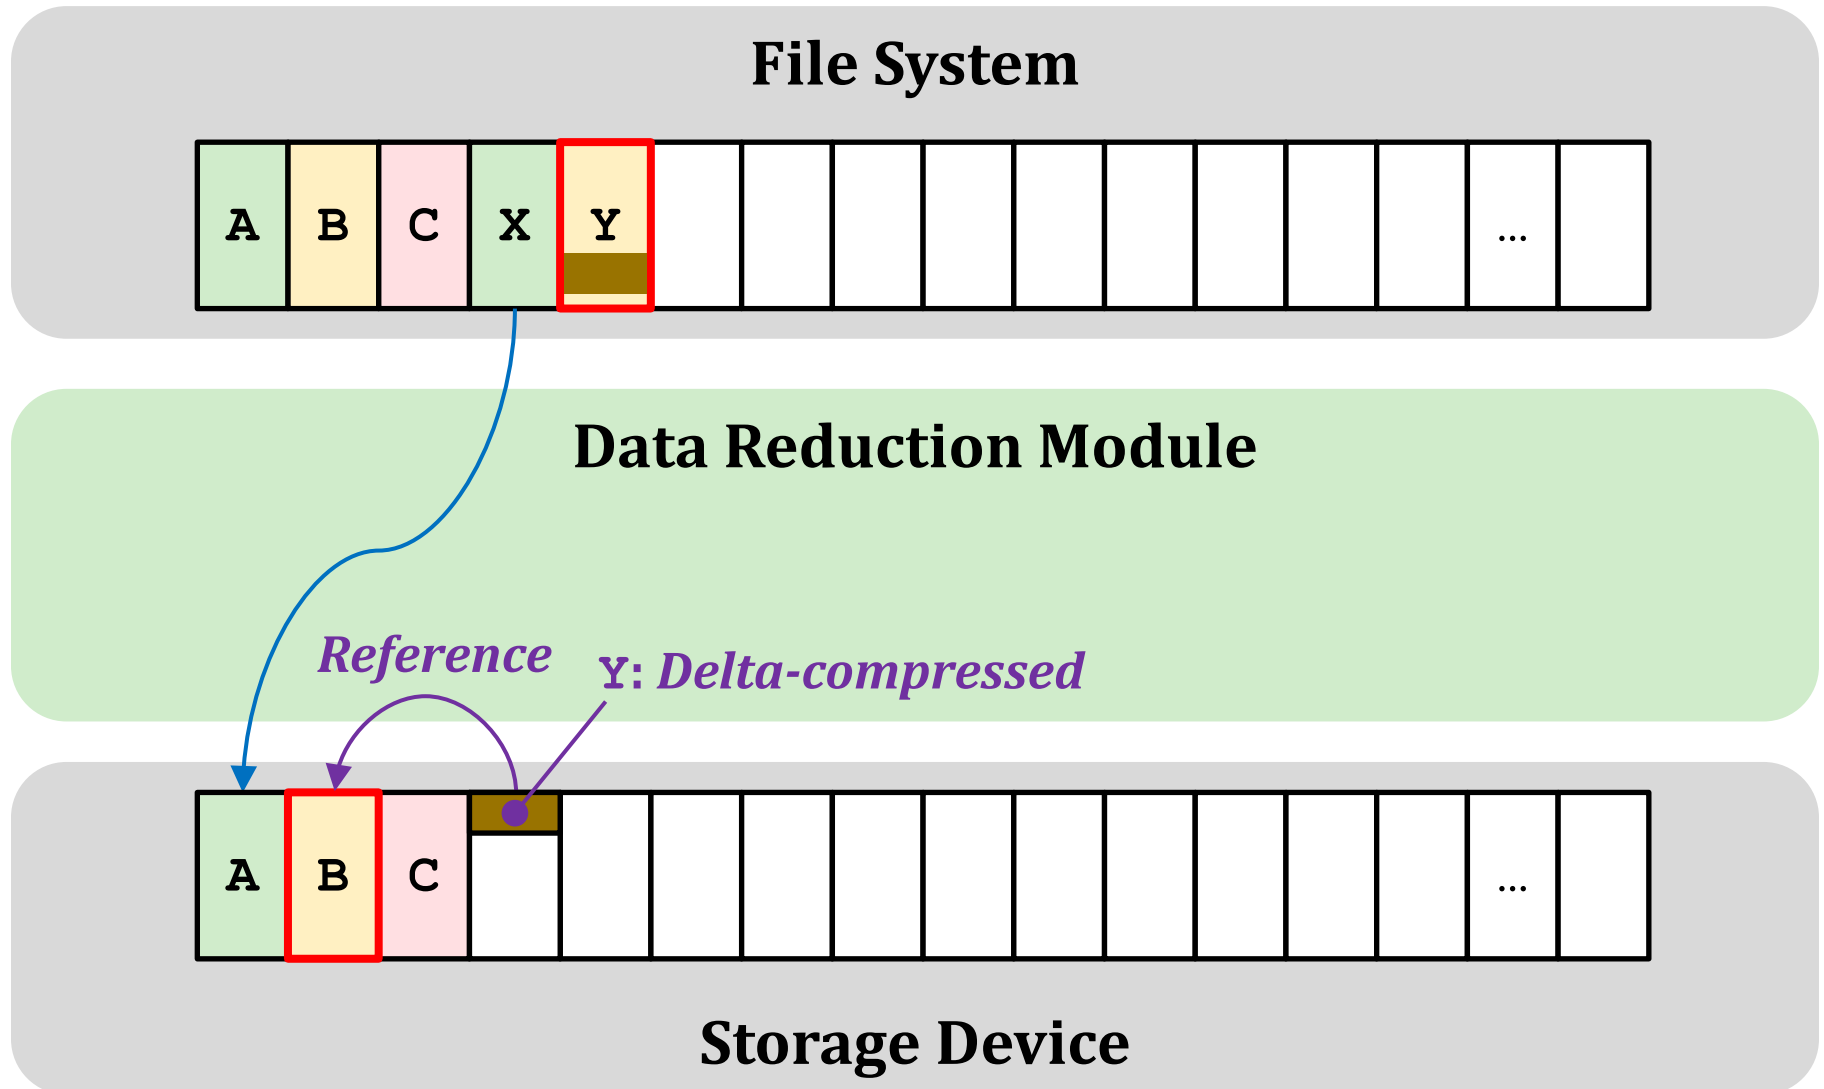 File System
A B C X Y ...
Data Reduction Module
Reference
Y: Delta-compressed
A B C ...
Storage Device